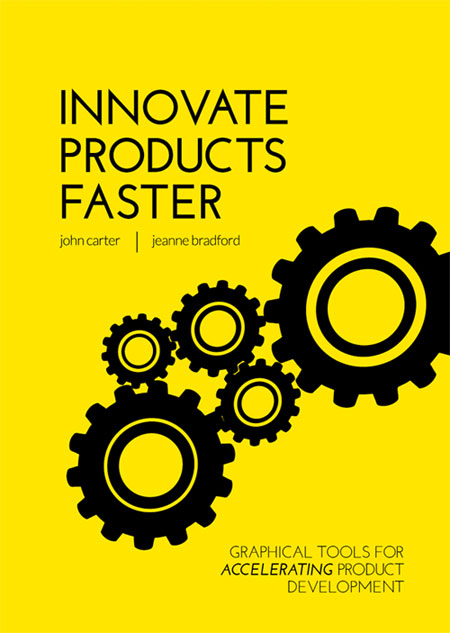 INNOVATE
PRODUCTS
FASTER
john carter | jeanne bradford
GRAPHICAL TOOLS FOR
ACCELERATING PRODUCT
DEVELOPMENT